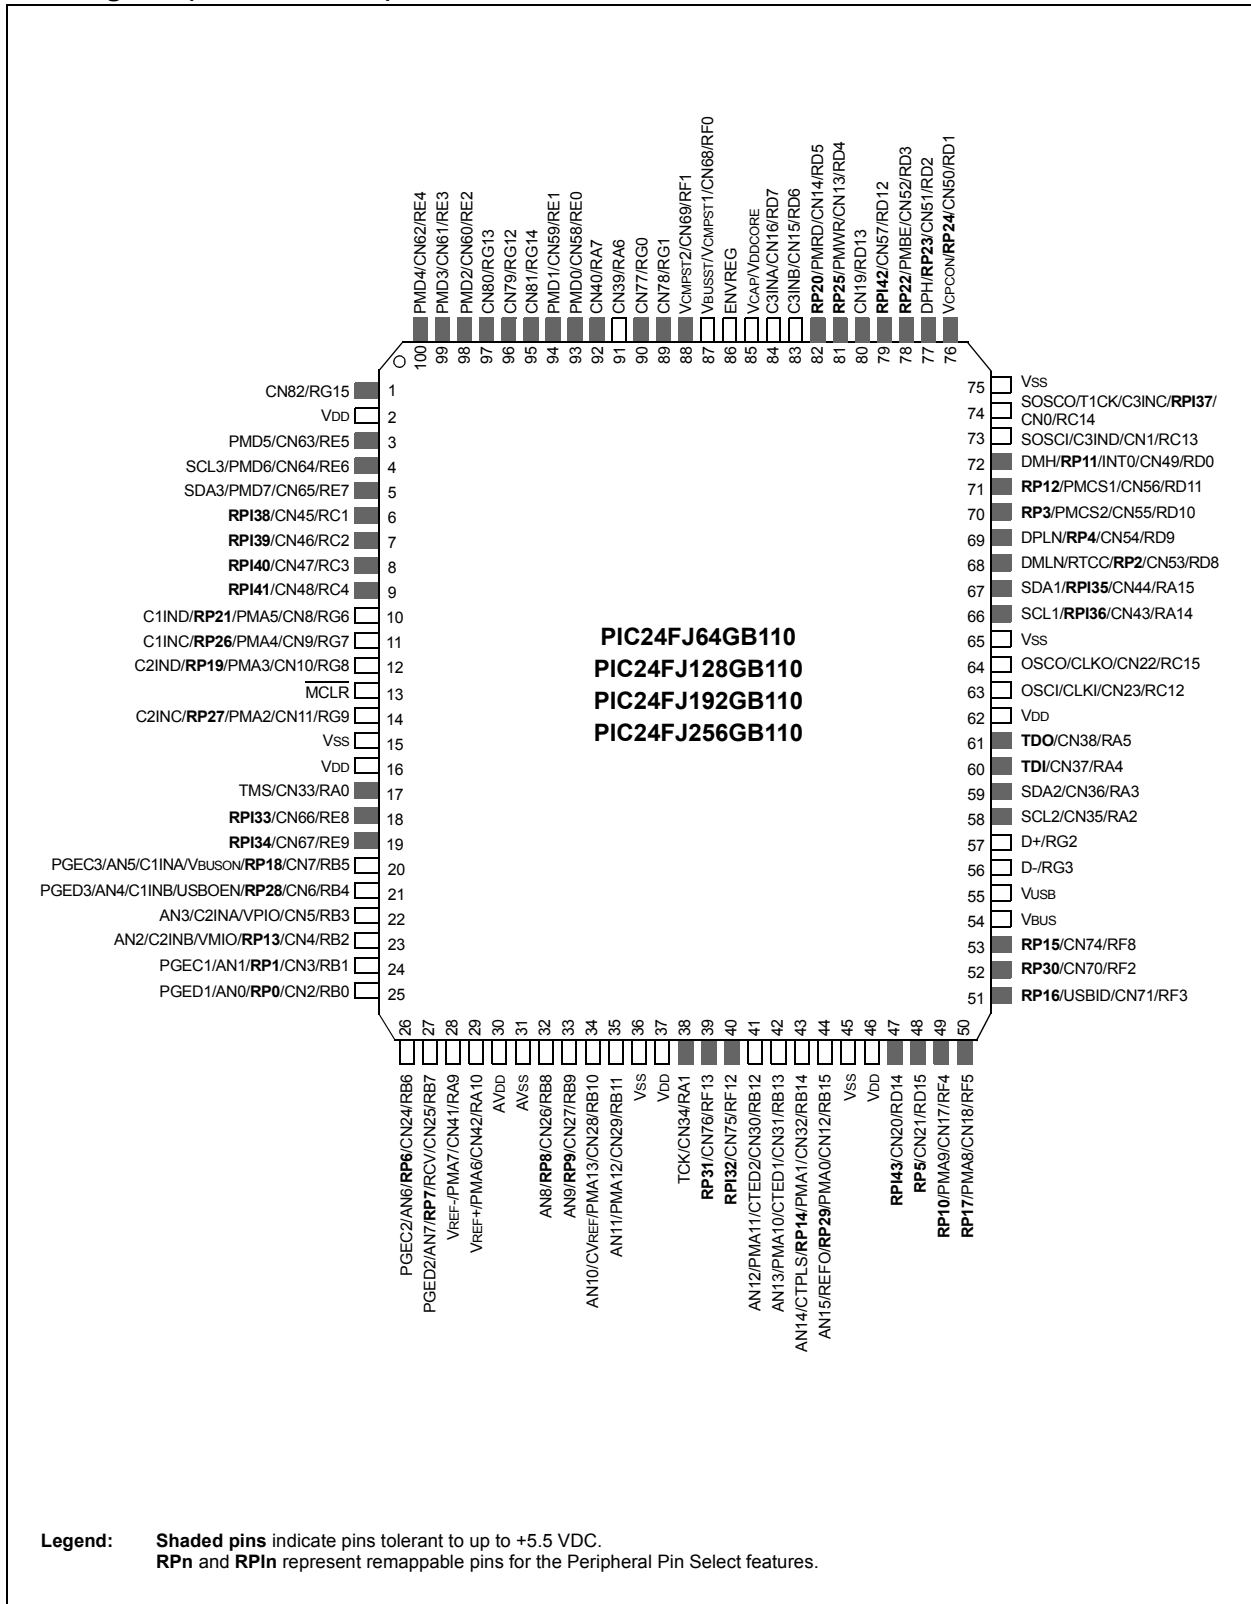 100 PMD4/CN62/RE4
99 PMD3/CN61/RE3
98 PMD2/CN60/RE2
97 CN80/RG13
96 CN79/RG12
95 CN81/RG14
94 PMD1/CN59/RE1
93 PMD0/CN58/RE0
92 CN40/RA7
91 CN39/RA6
90 CN77/RG0
89 CN78/RG1
88 VCMPST2/CN69/RF1
87 VBUSST/VCMPST1/CN68/RF0
86 ENVREG
85 VCAP/VDDCORE
84 C3INA/CN16/RD7
83 C3INB/CN15/RD6
82 RP20/PMRD/CN14/RD5
81 RP25/PMWR/CN13/RD4
80 CN19/RD13
79 RPI42/CN57/RD12
78 RP22/PMBE/CN52/RD3
77 DPH/RP23/CN51/RD2
76 VCPCON/RP24/CN50/RD1
CN82/RG15 1
VDD 2
PMD5/CN63/RE5 3
SCL3/PMD6/CN64/RE6 4
SDA3/PMD7/CN65/RE7 5
RPI38/CN45/RC1 6
RPI39/CN46/RC2 7
RPI40/CN47/RC3 8
RPI41/CN48/RC4 9
C1IND/RP21/PMA5/CN8/RG6 10
C1INC/RP26/PMA4/CN9/RG7 11
C2IND/RP19/PMA3/CN10/RG8 12
MCLR 13
C2INC/RP27/PMA2/CN11/RG9 14
VSS 15
VDD 16
TMS/CN33/RA0 17
RPI33/CN66/RE8 18
RPI34/CN67/RE9 19
PGEC3/AN5/C1INA/VBUSON/RP18/CN7/RB5 20
PGED3/AN4/C1INB/USBOEN/RP28/CN6/RB4 21
AN3/C2INA/VPIO/CN5/RB3 22
AN2/C2INB/VMIO/RP13/CN4/RB2 23
PGEC1/AN1/RP1/CN3/RB1 24
PGED1/AN0/RP0/CN2/RB0 25
PIC24FJ64GB110
PIC24FJ128GB110
PIC24FJ192GB110
PIC24FJ256GB110
75 VSS
74 SOSCO/T1CK/C3INC/RPI37/
CN0/RC14
73 SOSCI/C3IND/CN1/RC13
72 DMH/RP11/INT0/CN49/RD0
71 RP12/PMCS1/CN56/RD11
70 RP3/PMCS2/CN55/RD10
69 DPLN/RP4/CN54/RD9
68 DMLN/RTCC/RP2/CN53/RD8
67 SDA1/RPI35/CN44/RA15
66 SCL1/RPI36/CN43/RA14
65 VSS
64 OSCO/CLKO/CN22/RC15
63 OSCI/CLKI/CN23/RC12
62 VDD
61 TDO/CN38/RA5
60 TDI/CN37/RA4
59 SDA2/CN36/RA3
58 SCL2/CN35/RA2
57 D+/RG2
56 D-/RG3
55 VUSB
54 VBUS
53 RP15/CN74/RF8
52 RP30/CN70/RF2
51 RP16/USBID/CN71/RF3
26 PGEC2/AN6/RP6/CN24/RB6
27 PGED2/AN7/RP7/RCV/CN25/RB7
28 VREF-/PMA7/CN41/RA9
29 VREF+/PMA6/CN42/RA10
30 AVDD
31 AVSS
32 AN8/RP8/CN26/RB8
33 AN9/RP9/CN27/RB9
34 AN10/CVREF/PMA13/CN28/RB10
35 AN11/PMA12/CN29/RB11
36 VSS
37 VDD
38 TCK/CN34/RA1
39 RP31/CN76/RF13
40 RPI32/CN75/RF12
41 AN12/PMA11/CTED2/CN30/RB12
42 AN13/PMA10/CTED1/CN31/RB13
43 AN14/CTPLS/RP14/PMA1/CN32/RB14
44 AN15/REFO/RP29/PMA0/CN12/RB15
45 VSS
46 VDD
47 RPI43/CN20/RD14
48 RP5/CN21/RD15
49 RP10/PMA9/CN17/RF4
50 RP17/PMA8/CN18/RF5
Legend: Shaded pins indicate pins tolerant to up to +5.5 VDC.
RPn and RPIn represent remappable pins for the Peripheral Pin Select features.